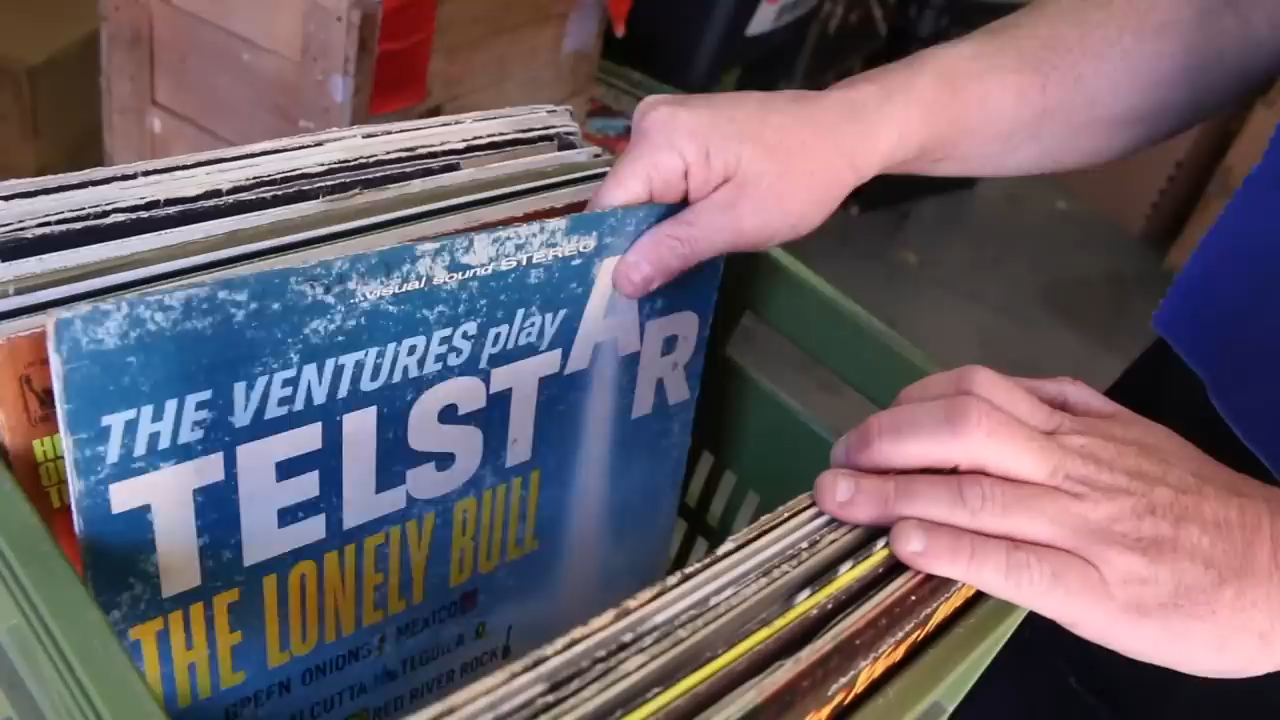 visual sound STEREO
THE VENTURES play
TELSTAR
THE LONELY BULL
GREEN ONIONS MEXICO
CALCUTTA TEQUILA
RED RIVER ROCK